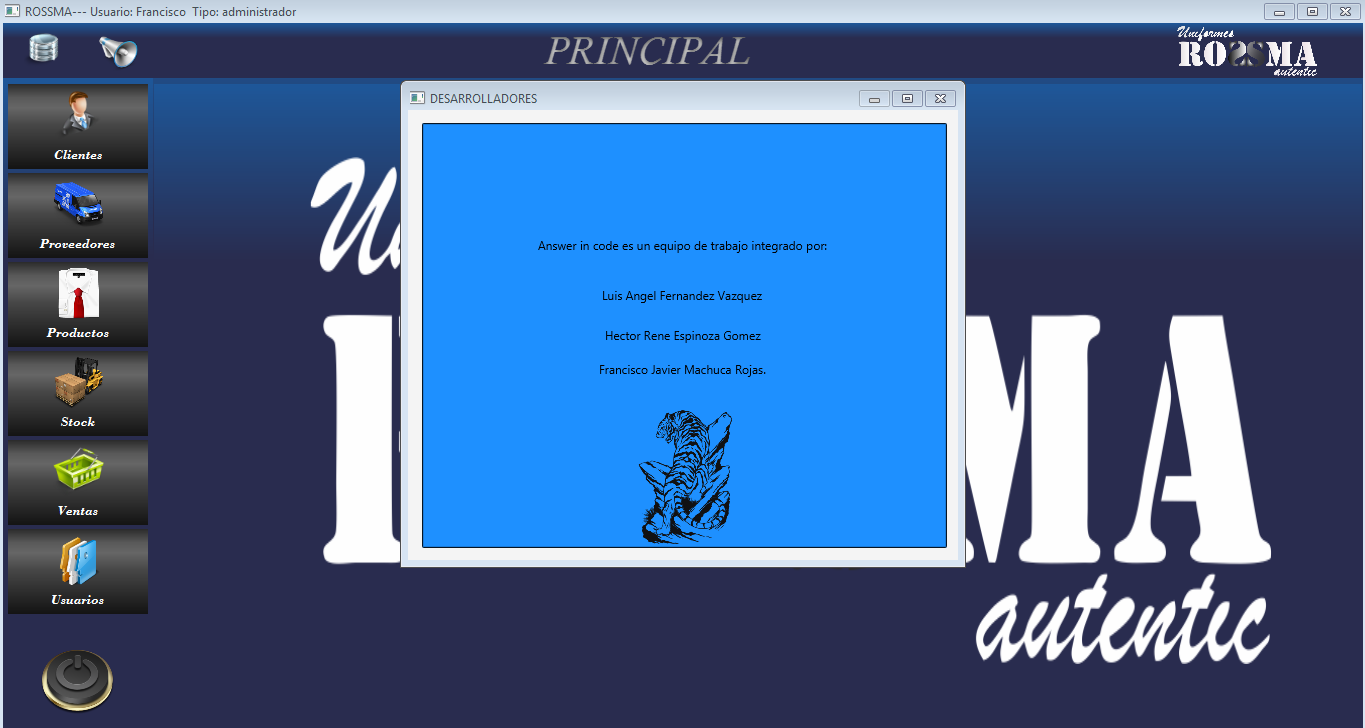 ROSSMA--- Usuario: Francisco Tipo: administrador
PRINCIPAL
Uniformes
ROSSMA
autentic
DESARROLLADORES
Answer in code es un equipo de trabajo integrado por:
Luis Angel Fernandez Vazquez
Hector Rene Espinoza Gomez
Francisco Javier Machuca Rojas.
Clientes
Proveedores
Productos
Stock
Ventas
Usuarios
U
MA
autentic